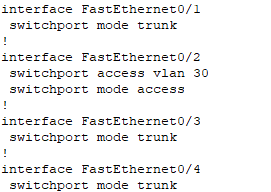 interface FastEthernet0/1
 switchport mode trunk
!
interface FastEthernet0/2
 switchport access vlan 30
 switchport mode access
!
interface FastEthernet0/3
 switchport mode trunk
!
interface FastEthernet0/4
 switchport mode trunk